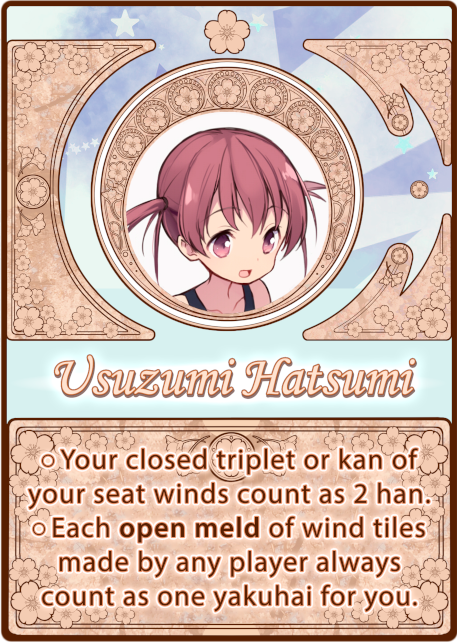 Usuzumi Hatsumi
○Your closed triplet or kan of
your seat winds count as 2 han.
○Each open meld of wind tiles
made by any player always
count as one yakuhai for you.